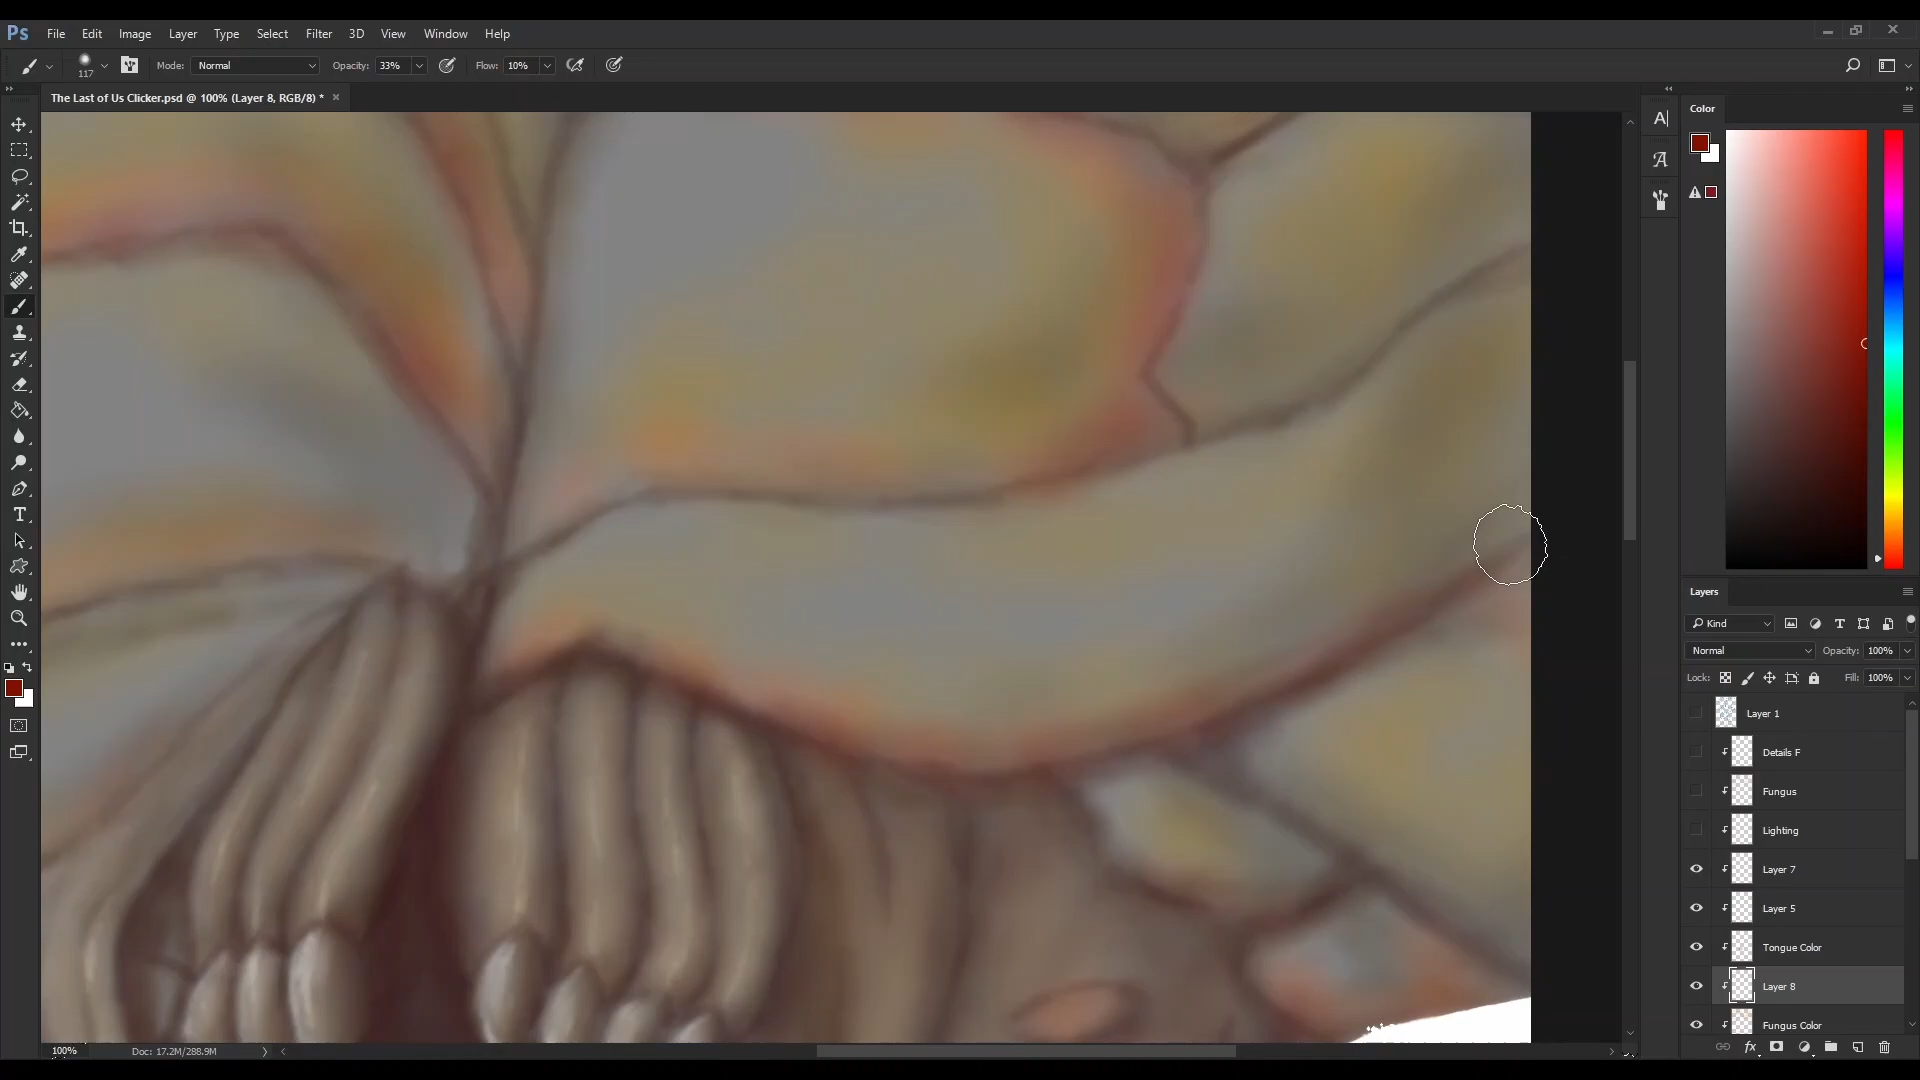 Ps File Edit Image Layer Type Select Filter 3D View Window Help
117 Mode: Normal Opacity: 33% Flow: 10%
The Last of Us Clicker.psd @ 100% (Layer 8, RGB/8) * ×
Color
Layers
Kind
Normal Opacity: 100%
Lock: Fill: 100%
Layer 1
Details F
Fungus
Lighting
Layer 7
Layer 5
Tongue Color
Layer 8
Fungus Color
fx
100% Doc: 17.2M/288.9M